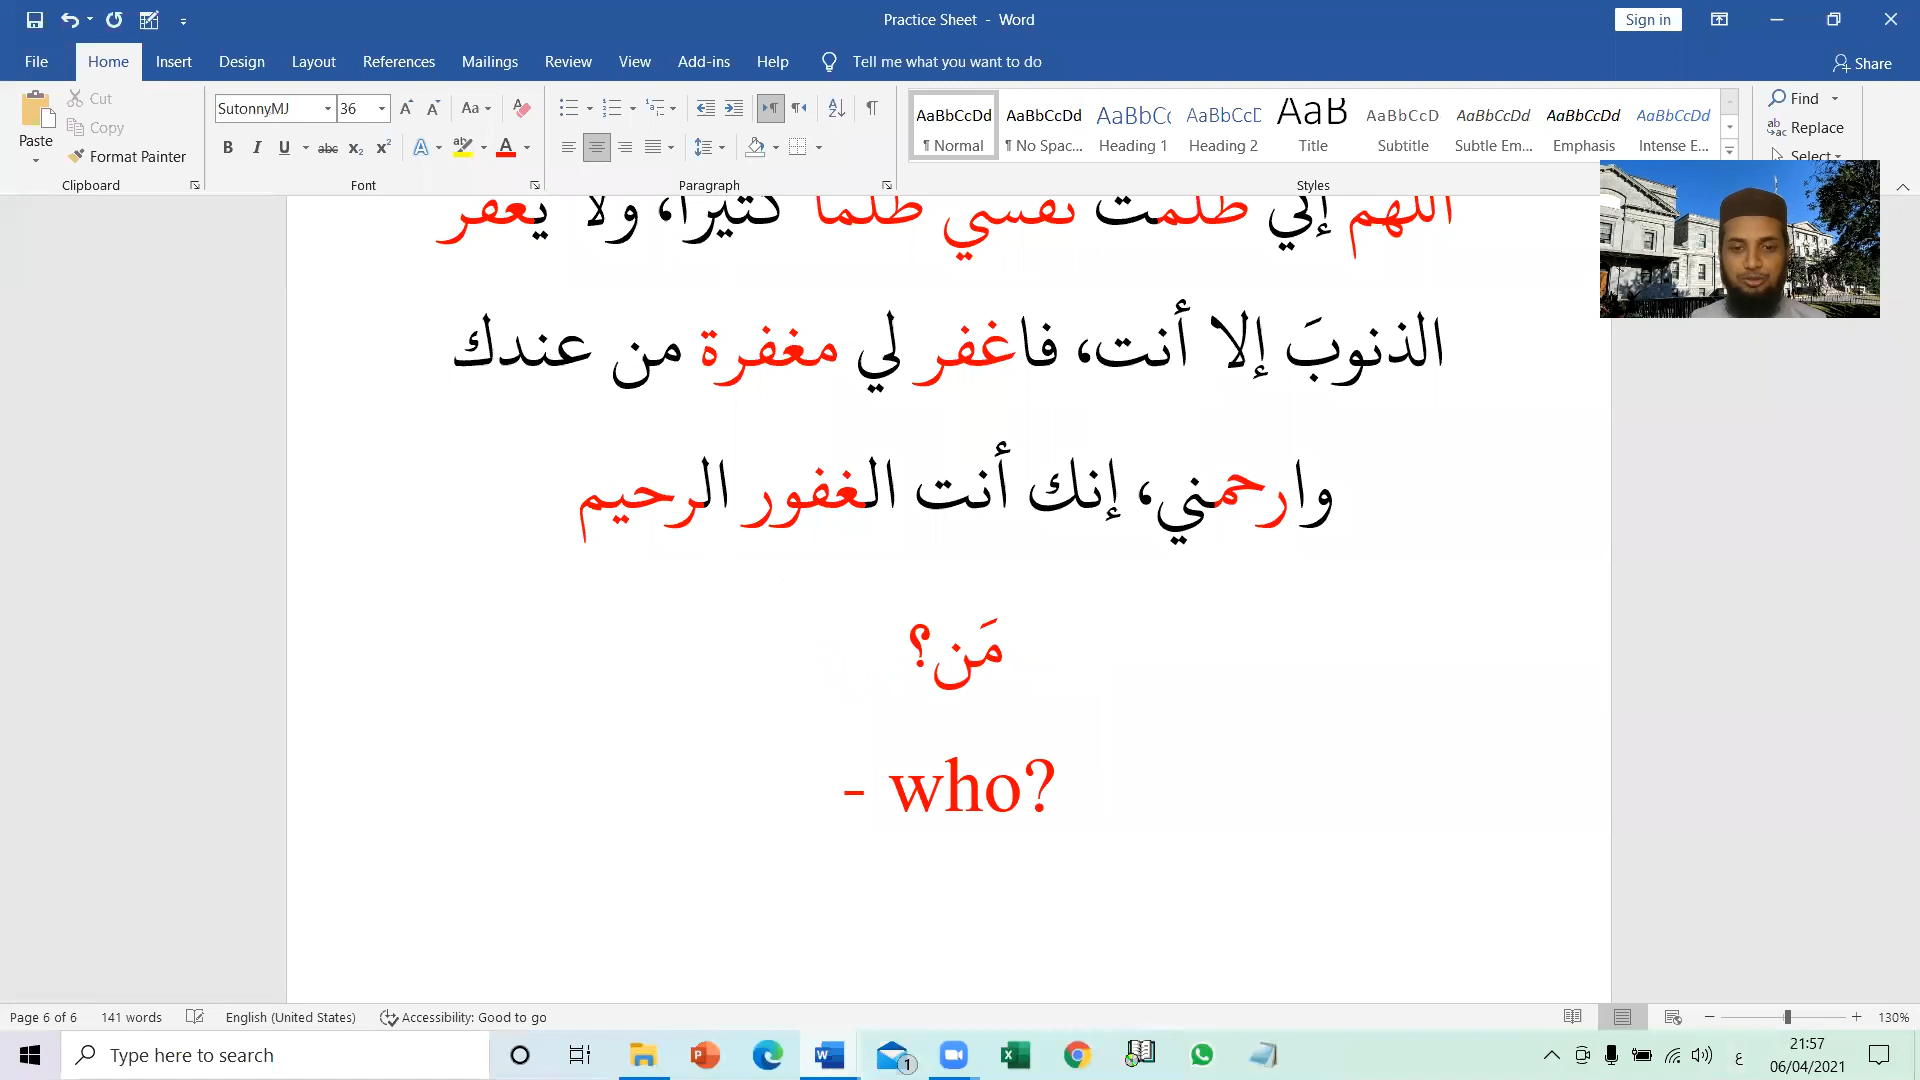 Practice Sheet - Word
Sign in
File Home Insert Design Layout References Mailings Review View Add-ins Help Tell me what you want to do
Share
Paste
Cut
Copy
Format Painter
Clipboard
SutonnyMJ 36
Font
Paragraph
AaBbCcDd AaBbCcDd AaBbCc AaBbCcE AaB AaBbCcD AaBbCcDd AaBbCcDd AaBbCcDd
¶ Normal ¶ No Spac... Heading 1 Heading 2 Title Subtitle Subtle Em... Emphasis Intense E...
Styles
Find
Replace
Select
اللهم إني ظلمت نفسي ظلما كثيرا، ولا يغفر
الذنوبَ إلا أنت، فاغفر لي مغفرة من عندك
وارحمني، إنك أنت الغفور الرحيم
مَن؟
- who?
Page 6 of 6 141 words English (United States) Accessibility: Good to go
130%
Type here to search
1
ع
21:57
06/04/2021